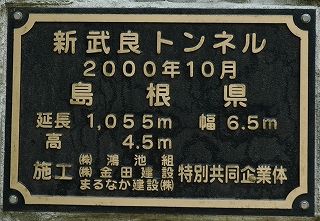 新武良トンネル
2000年10月
島根県
延長 1,055m 幅 6.5m
高 4.5m
施工 ㈱鴻池組 ㈱金田建設 まるなか建設㈱ 特別共同企業体